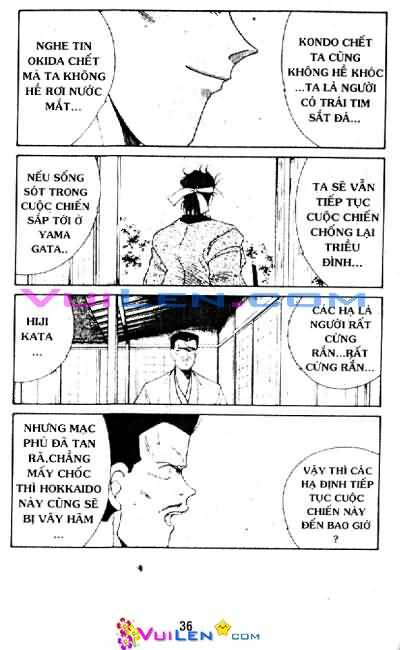 KONDO CHẾT
TA CŨNG
KHÔNG HỀ KHÓC
...TA LÀ NGƯỜI
CÓ TRÁI TIM
SẮT ĐÁ...
NGHE TIN
OKIDA CHẾT
MÀ TA KHÔNG
HỀ RƠI NƯỚC
MẮT...
TA SẼ VẪN
TIẾP TỤC
CUỘC CHIẾN
CHỐNG LẠI
TRIỀU
ĐÌNH...
NẾU SỐNG
SÓT TRONG
CUỘC CHIẾN
SẮP TỚI Ở
YAMA
GATA..
CÁC HẠ LÀ
NGƯỜI RẤT
CỨNG
RẮN...RẤT
CỨNG RẮN...
HIJI
KATA
...
VUILEN.COM
VẬY THÌ CÁC
HẠ ĐỊNH TIẾP
TỤC CUỘC
CHIẾN NÀY
ĐẾN BAO GIỜ
?
NHƯNG MẠC
PHỦ ĐÃ TAN
RÃ.CHẲNG
MẤY CHỐC
THÌ HOKKAIDO
NÀY CŨNG SẼ
BỊ VÂY HÃM
...
36
VUILEN.COM